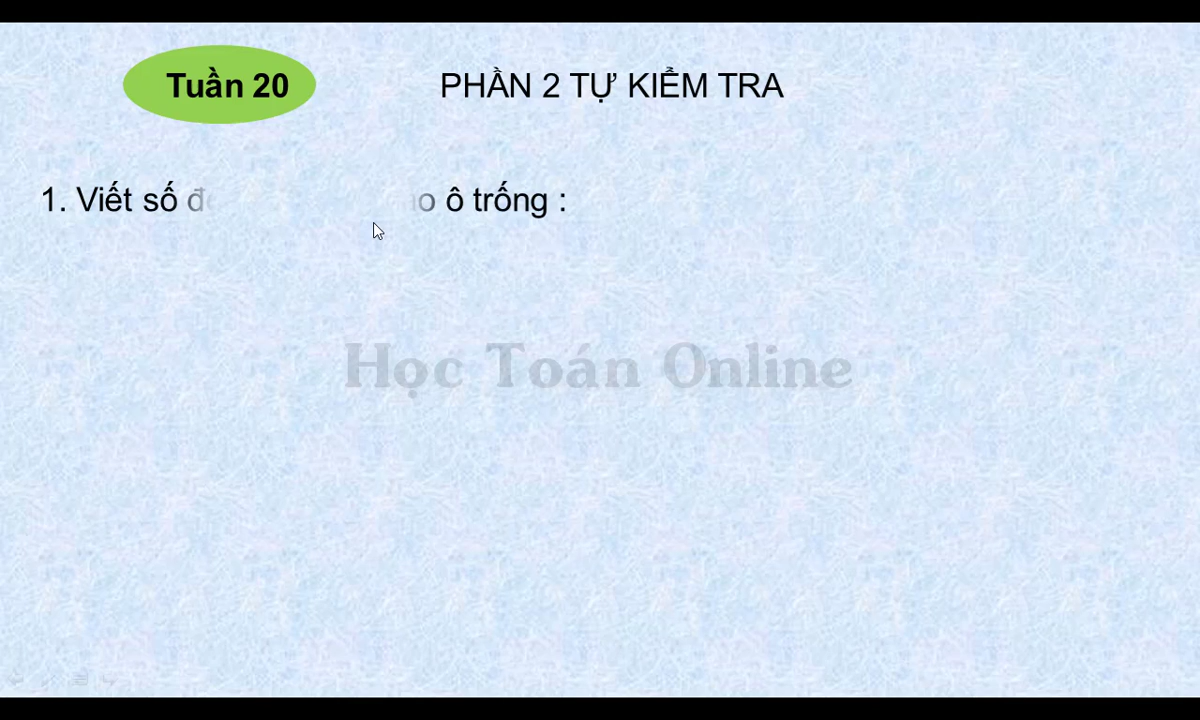 Tuần 20
PHẦN 2 TỰ KIỂM TRA
1. Viết số ô trống :
Học Toán Online